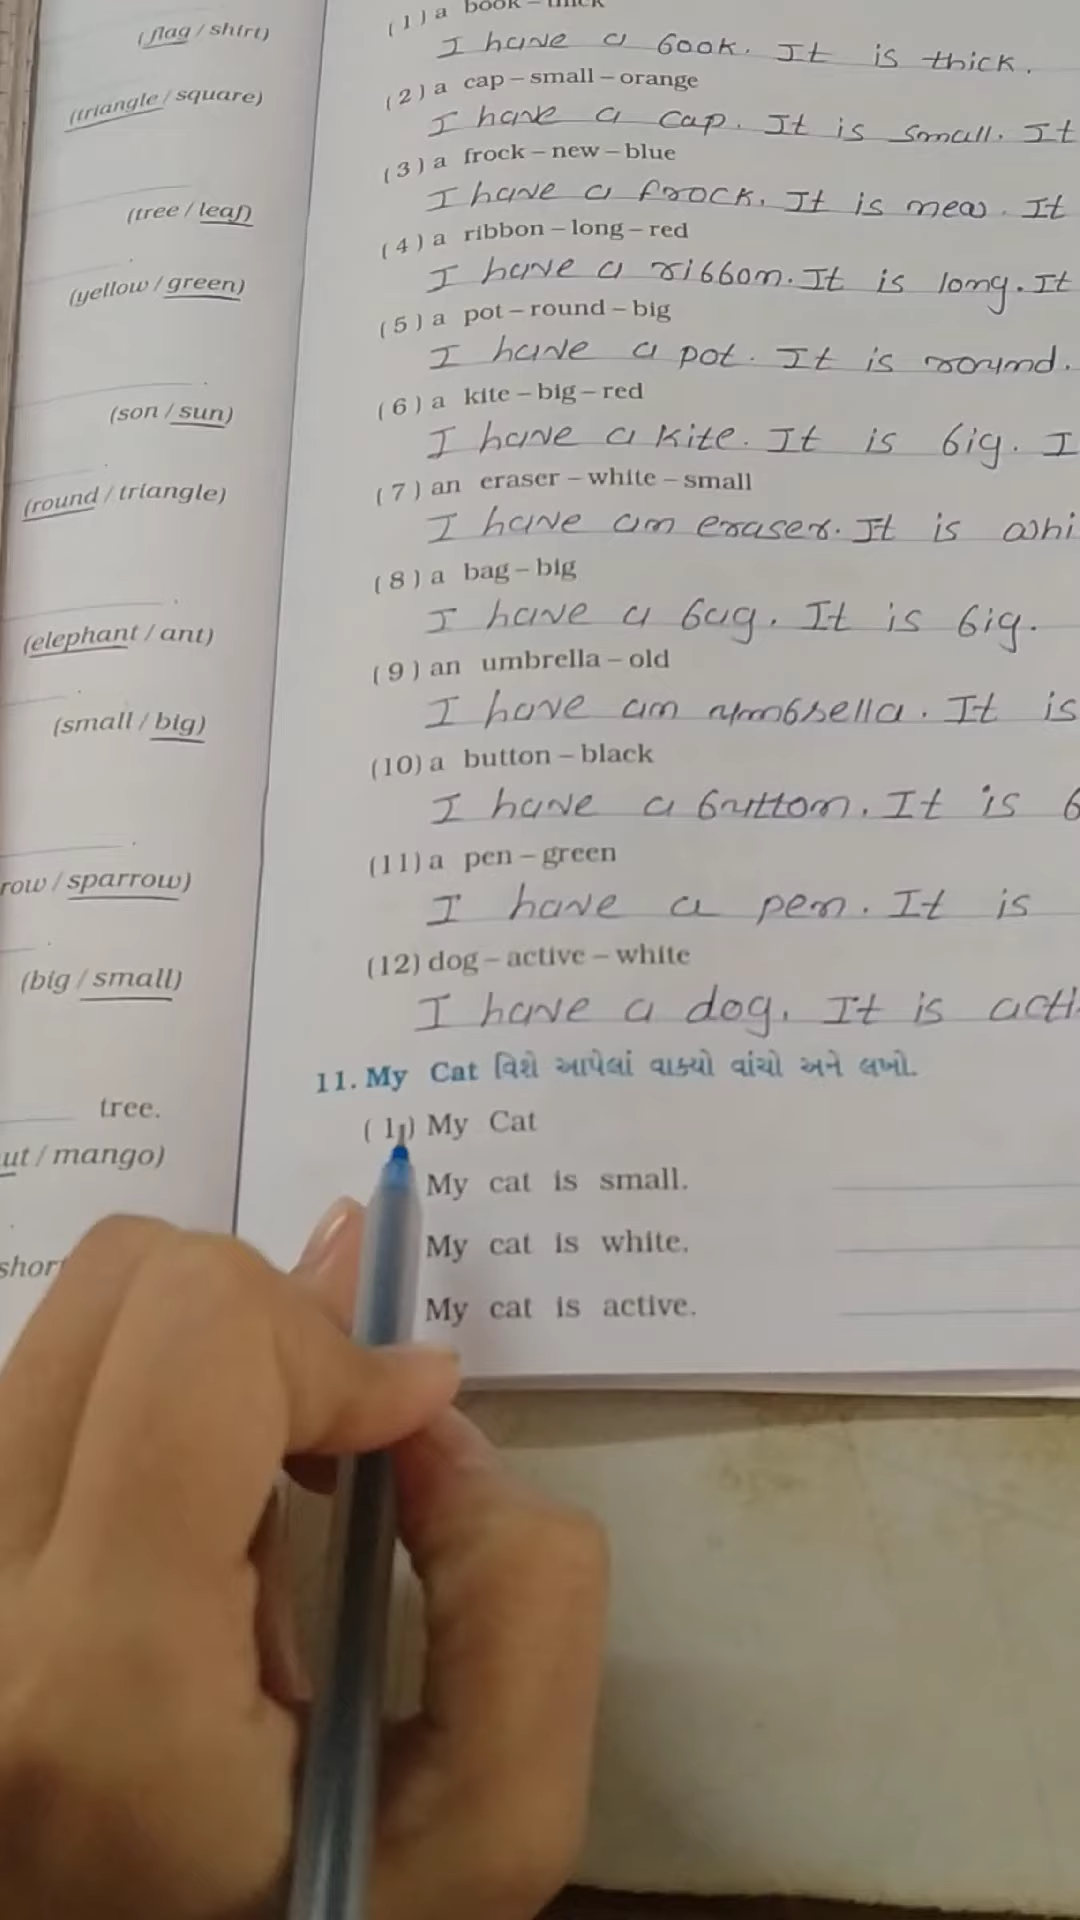 (flag / shirt)
(triangle / square)
(tree / leaf)
(yellow / green)
(son / sun)
(round / triangle)
(elephant / ant)
(small / big)
row / sparrow)
(big / small)
tree.
ut / mango)
short
(1) a book – thick
I have a book. It is thick.
(2) a cap – small – orange
I have a cap. It is small. It
(3) a frock – new – blue
I have a frock. It is new. It
(4) a ribbon – long – red
I have a ribbon. It is long. It
(5) a pot – round – big
I have a pot. It is round.
(6) a kite – big – red
I have a kite. It is big. I
(7) an eraser – white – small
I have an eraser. It is whi
(8) a bag – big
I have a bag. It is big.
(9) an umbrella – old
I have an umbrella. It is
(10) a button – black
I have a button. It is b
(11) a pen – green
I have a pen. It is
(12) dog – active – white
I have a dog. It is acti
11. My Cat વિશે આપેલાં વાક્યો વાંચો અને લખો.
(1) My Cat
My cat is small.
My cat is white.
My cat is active.